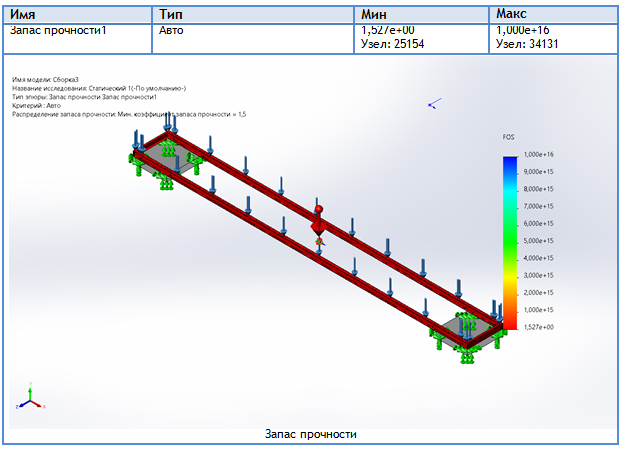 Имя Тип Мин Макс
Запас прочности1 Авто 1,527e+00 1,000e+16
Узел: 25154 Узел: 34131
Имя модели: Сборка3
Название исследования: Статический 1(-По умолчанию-)
Тип эпюры: Запас прочности Запас прочности1
Критерий : Авто
Распределение запаса прочности: Мин. коэффициент запаса прочности = 1,5
FOS
1,000e+16
9,000e+15
8,000e+15
7,000e+15
6,000e+15
5,000e+15
4,000e+15
3,000e+15
2,000e+15
1,000e+15
1,527e+00
Y
Z X
Запас прочности